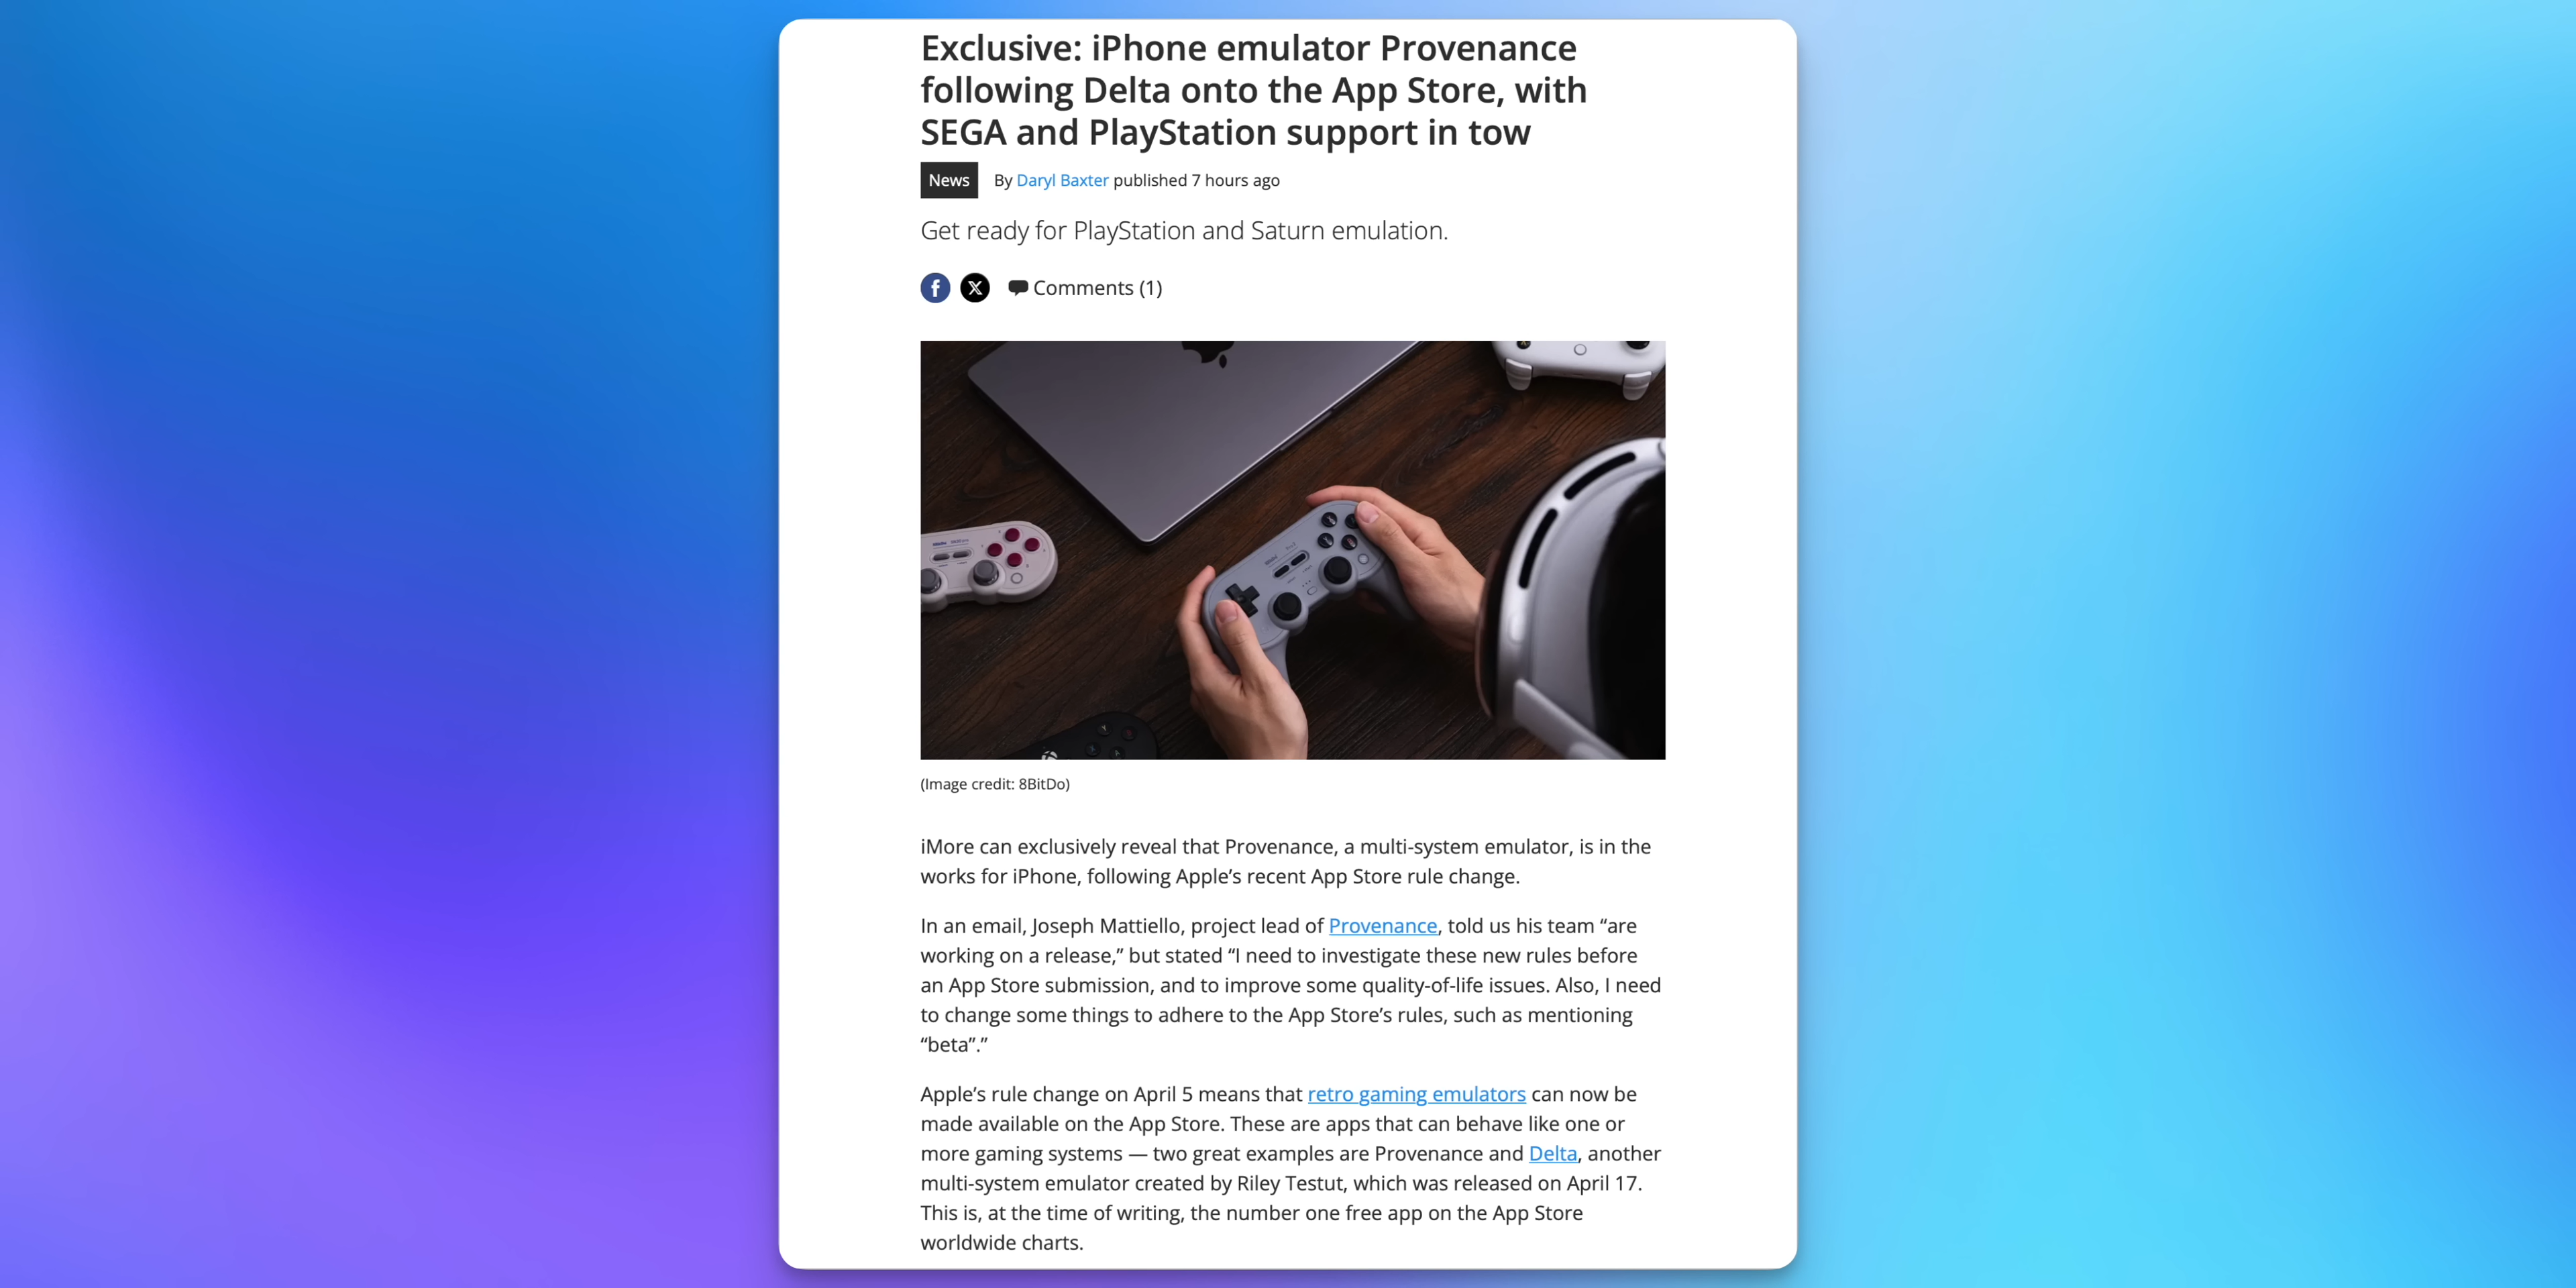 Exclusive: iPhone emulator Provenance
following Delta onto the App Store, with
SEGA and PlayStation support in tow
News By Daryl Baxter published 7 hours ago
Get ready for PlayStation and Saturn emulation.
Comments (1)
(Image credit: 8BitDo)
iMore can exclusively reveal that Provenance, a multi-system emulator, is in the
works for iPhone, following Apple’s recent App Store rule change.
In an email, Joseph Mattiello, project lead of Provenance, told us his team “are
working on a release,” but stated “I need to investigate these new rules before
an App Store submission, and to improve some quality-of-life issues. Also, I need
to change some things to adhere to the App Store’s rules, such as mentioning
“beta”.”
Apple’s rule change on April 5 means that retro gaming emulators can now be
made available on the App Store. These are apps that can behave like one or
more gaming systems — two great examples are Provenance and Delta, another
multi-system emulator created by Riley Testut, which was released on April 17.
This is, at the time of writing, the number one free app on the App Store
worldwide charts.